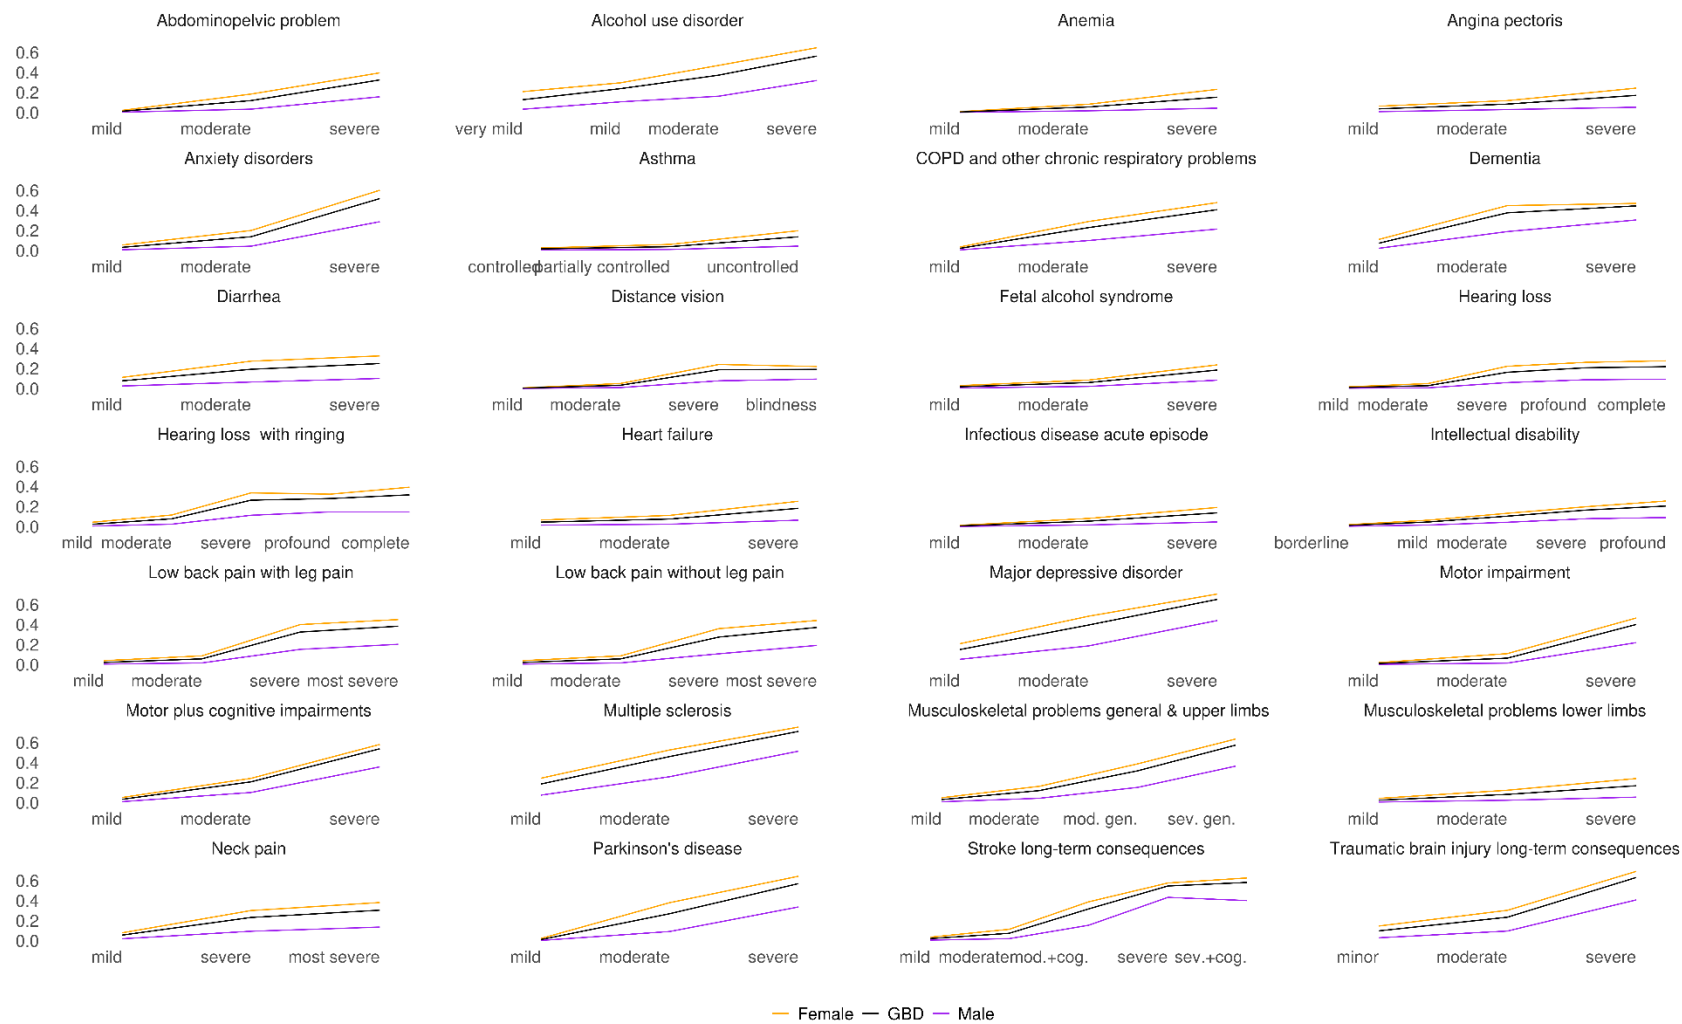 Abdominopelvic problem Alcohol use disorder Anemia Angina pectoris
0.6
0.4
0.2
0.0
mild moderate severe very mild mild moderate severe mild moderate severe mild moderate severe
Anxiety disorders Asthma COPD and other chronic respiratory problems Dementia
0.6
0.4
0.2
0.0
mild moderate severe controlled partially controlled uncontrolled mild moderate severe mild moderate severe
Diarrhea Distance vision Fetal alcohol syndrome Hearing loss
0.6
0.4
0.2
0.0
mild moderate severe mild moderate severe blindness mild moderate severe mild moderate severe profound complete
Hearing loss with ringing Heart failure Infectious disease acute episode Intellectual disability
0.6
0.4
0.2
0.0
mild moderate severe profound complete mild moderate severe mild moderate severe borderline mild moderate severe profound
Low back pain with leg pain Low back pain without leg pain Major depressive disorder Motor impairment
0.6
0.4
0.2
0.0
mild moderate severe most severe mild moderate severe most severe mild moderate severe mild moderate severe
Motor plus cognitive impairments Multiple sclerosis Musculoskeletal problems general & upper limbs Musculoskeletal problems lower limbs
0.6
0.4
0.2
0.0
mild moderate severe mild moderate severe mild moderate mod. gen. sev. gen. mild moderate severe
Neck pain Parkinson's disease Stroke long-term consequences Traumatic brain injury long-term consequences
0.6
0.4
0.2
0.0
mild severe most severe mild moderate severe mild moderate mod.+cog. severe sev.+cog. minor moderate severe
Female GBD Male